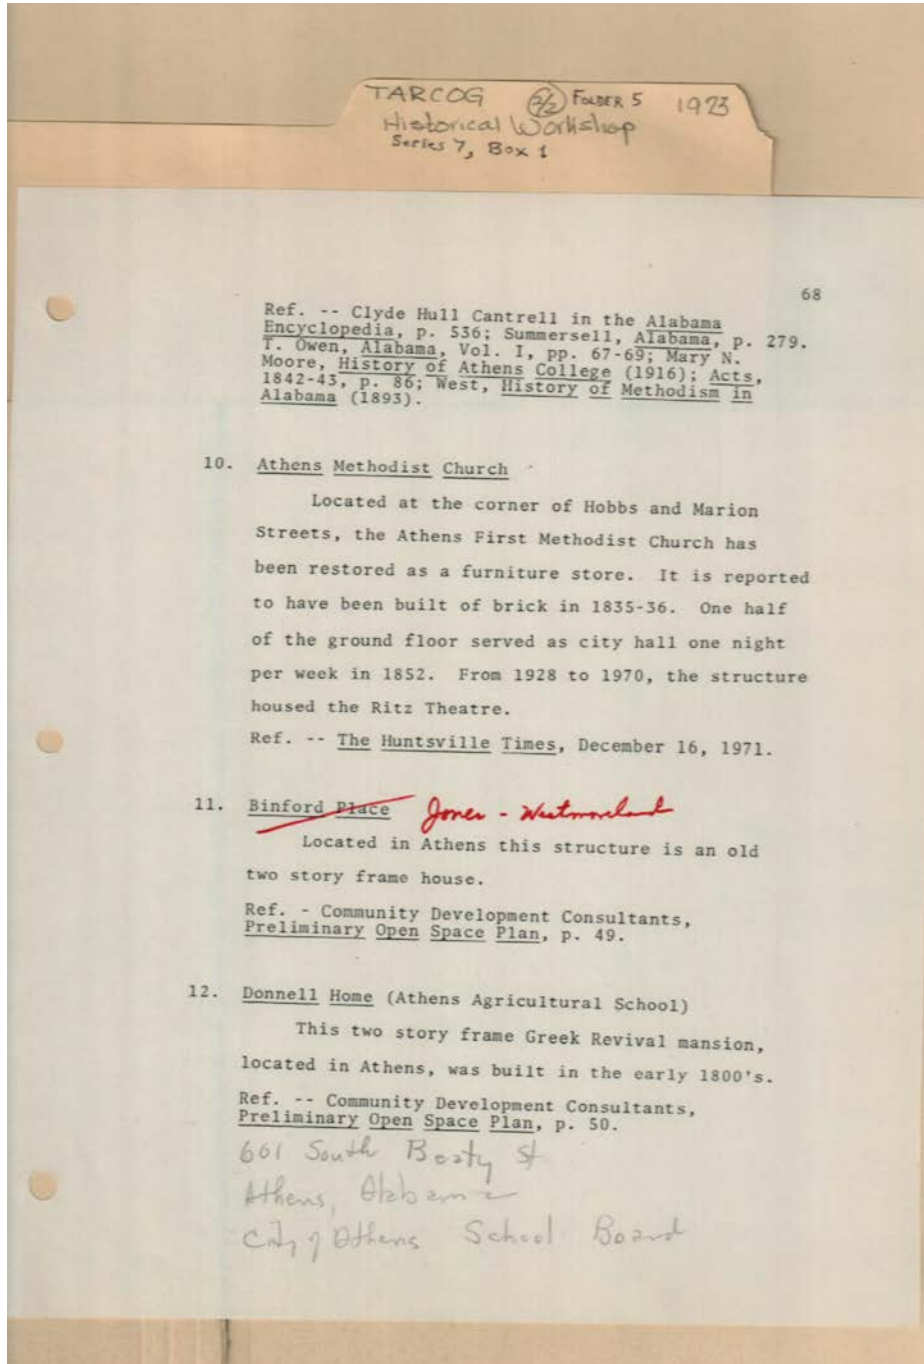 TARCOG 2/2 FOLDER 5 1973
Historical Workshop
Series 7, Box 1
68
Ref. -- Clyde Hull Cantrell in the Alabama
Encyclopedia, p. 536; Summersell, Alabama, p. 279.
T. Owen, Alabama, Vol. I, pp. 67-69; Mary N.
Moore, History of Athens College (1916); Acts,
1842-43, p. 86; West, History of Methodism in
Alabama (1893).
10. Athens Methodist Church
Located at the corner of Hobbs and Marion
Streets, the Athens First Methodist Church has
been restored as a furniture store. It is reported
to have been built of brick in 1835-36. One half
of the ground floor served as city hall one night
per week in 1852. From 1928 to 1970, the structure
housed the Ritz Theatre.
Ref. -- The Huntsville Times, December 16, 1971.
11. Binford Place Jones - Westmoreland
Located in Athens this structure is an old
two story frame house.
Ref. - Community Development Consultants,
Preliminary Open Space Plan, p. 49.
12. Donnell Home (Athens Agricultural School)
This two story frame Greek Revival mansion,
located in Athens, was built in the early 1800's.
Ref. -- Community Development Consultants,
Preliminary Open Space Plan, p. 50.
601 South Beaty St
Athens, Alabama
City of Athens School Board